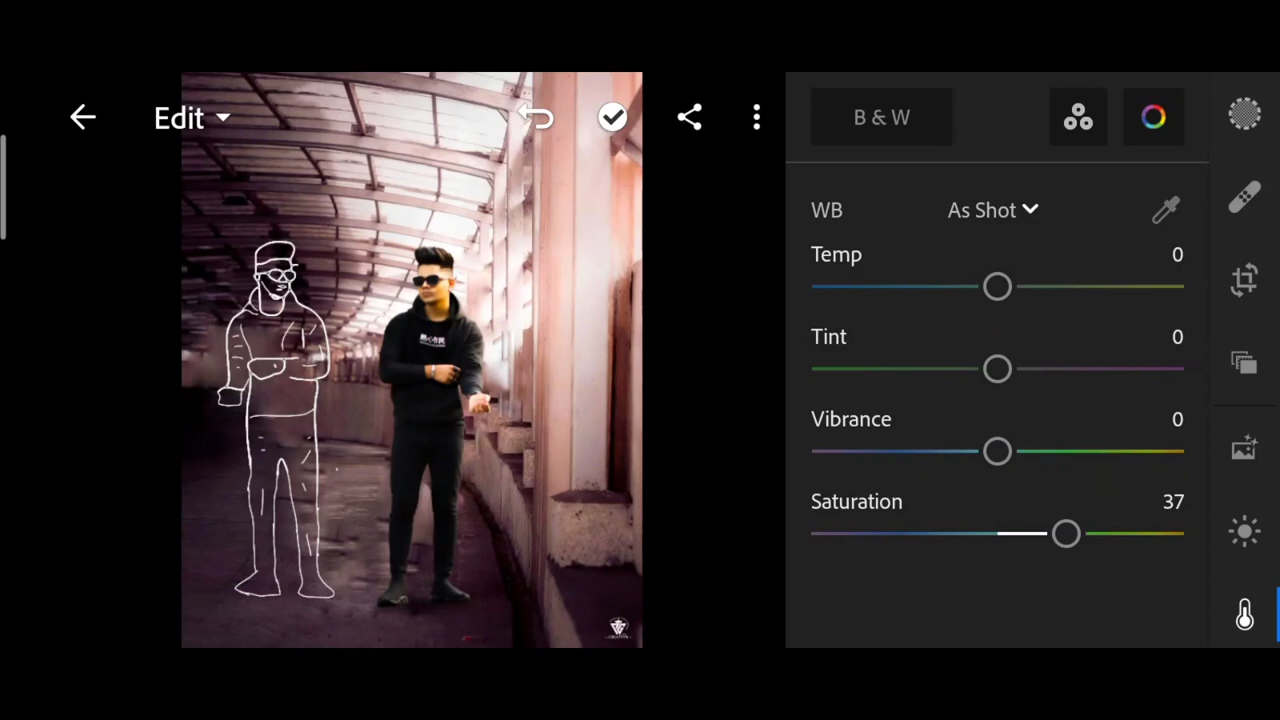 Edit
B & W
WB
As Shot
Temp
0
Tint
0
Vibrance
0
Saturation
37